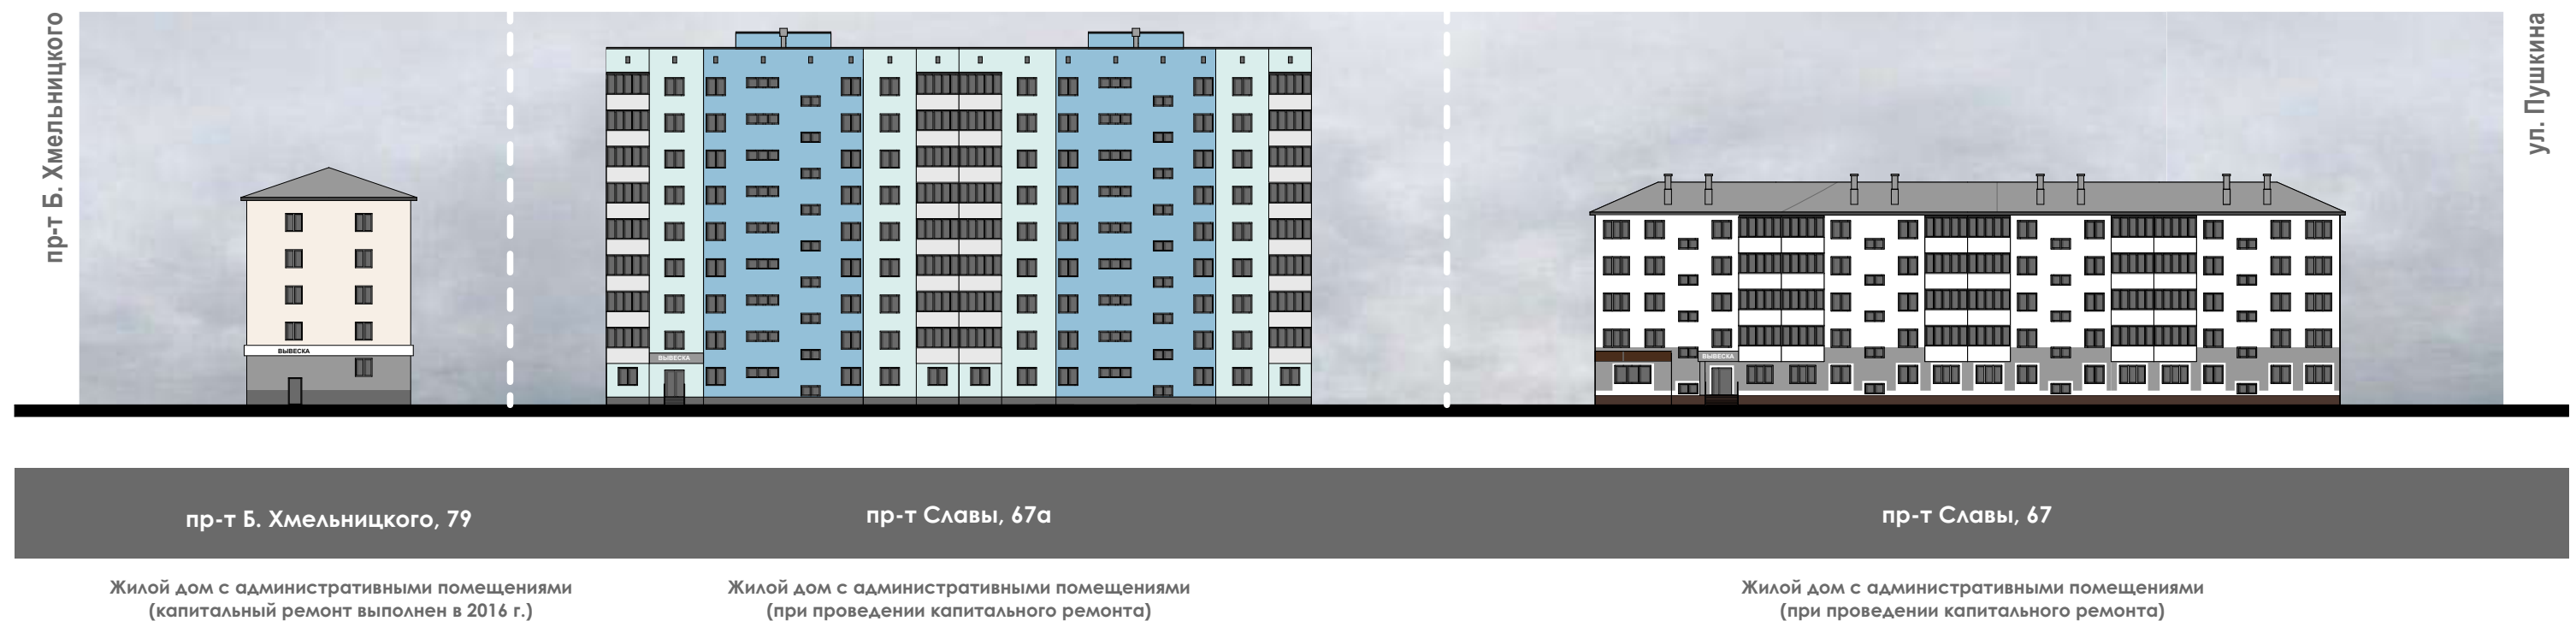 пр-т Б. Хмельницкого
ул. Пушкина
ВЫВЕСКА
ВЫВЕСКА
ВЫВЕСКА
пр-т Б. Хмельницкого, 79
пр-т Славы, 67а
пр-т Славы, 67
Жилой дом с административными помещениями
(капитальный ремонт выполнен в 2016 г.)
Жилой дом с административными помещениями
(при проведении капитального ремонта)
Жилой дом с административными помещениями
(при проведении капитального ремонта)